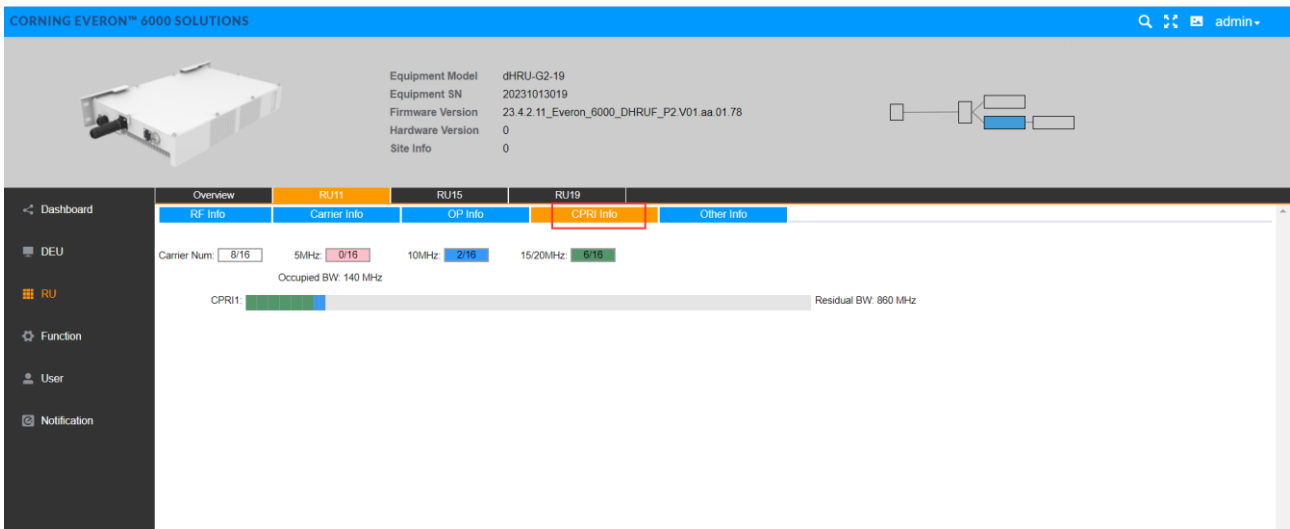 CORNING EVERON™ 6000 SOLUTIONS
admin
Equipment Model dHRU-G2-19
Equipment SN 20231013019
Firmware Version 23.4.2.11_Everon_6000_DHRUF_P2.V01.aa.01.78
Hardware Version 0
Site Info 0
Overview RU11 RU15 RU19
Dashboard
RF Info Carrier Info OP Info CPRI Info Other Info
DEU
Carrier Num: 8/16 5MHz: 0/16 10MHz: 2/16 15/20MHz: 6/16
Occupied BW: 140 MHz
RU
CPRI1: Residual BW: 860 MHz
Function
User
Notification